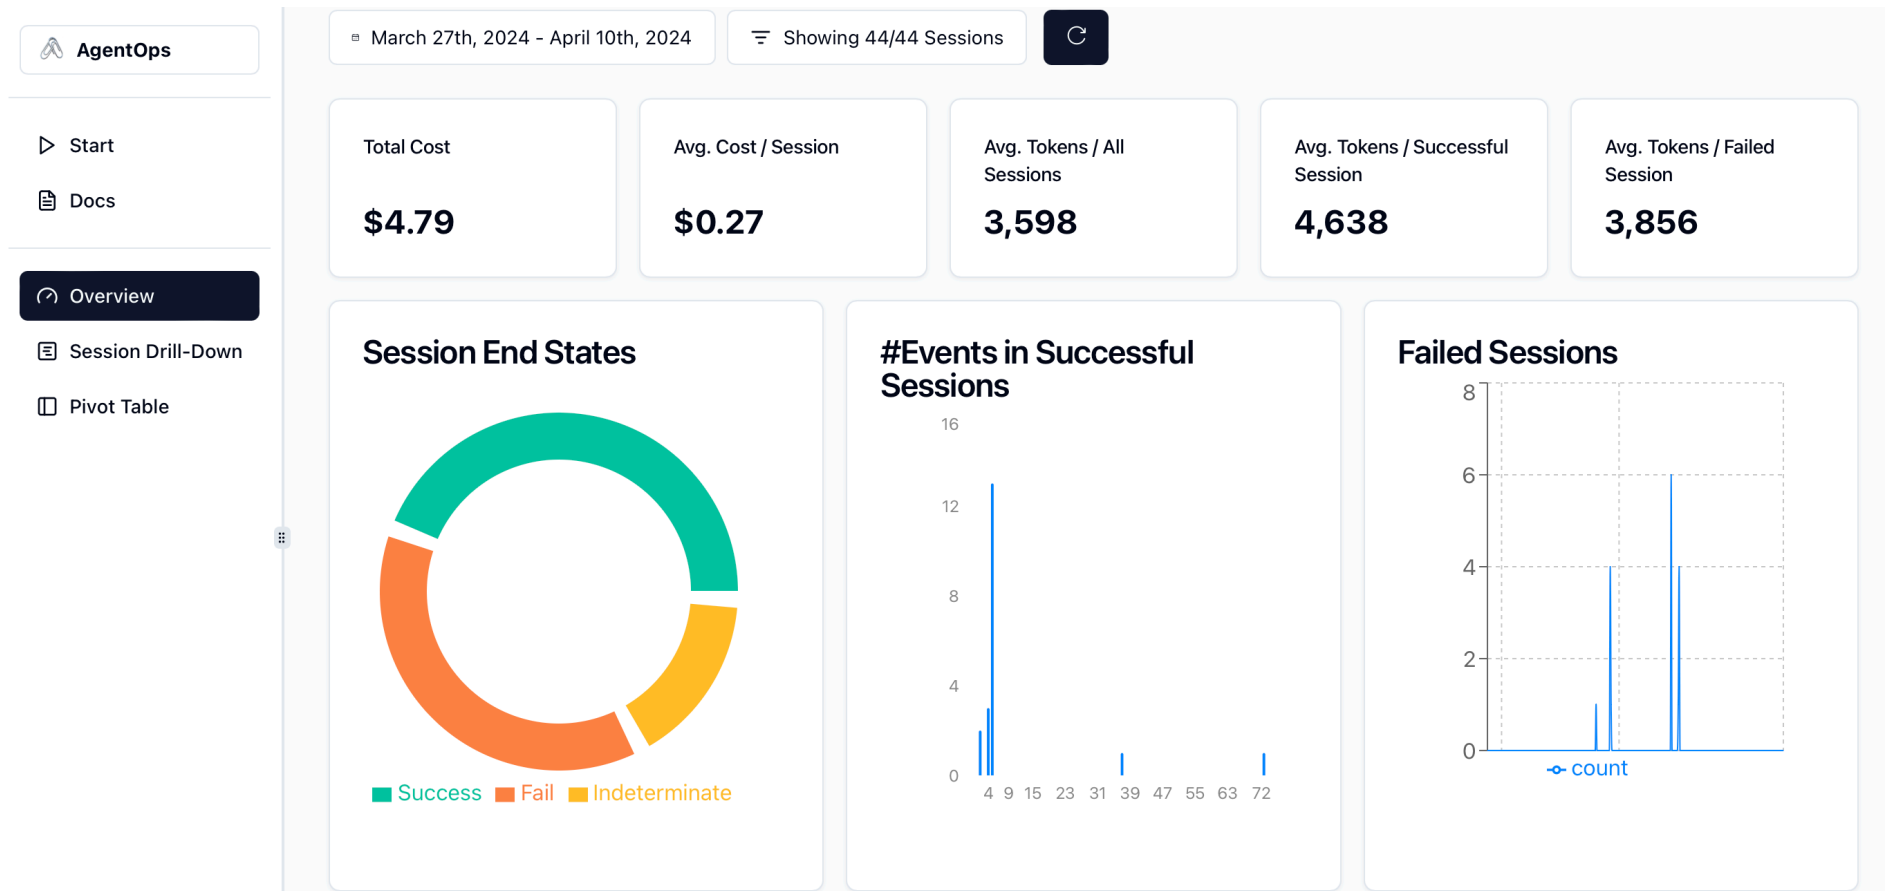 AgentOps
March 27th, 2024 - April 10th, 2024
Showing 44/44 Sessions
Start
Docs
Overview
Session Drill-Down
Pivot Table
Total Cost
$4.79
Avg. Cost / Session
$0.27
Avg. Tokens / All
Sessions
3,598
Avg. Tokens / Successful
Session
4,638
Avg. Tokens / Failed
Session
3,856
Session End States
Success Fail Indeterminate
#Events in Successful
Sessions
16
12
8
4
0
4 9 15 23 31 39 47 55 63 72
Failed Sessions
8
6
4
2
0
count